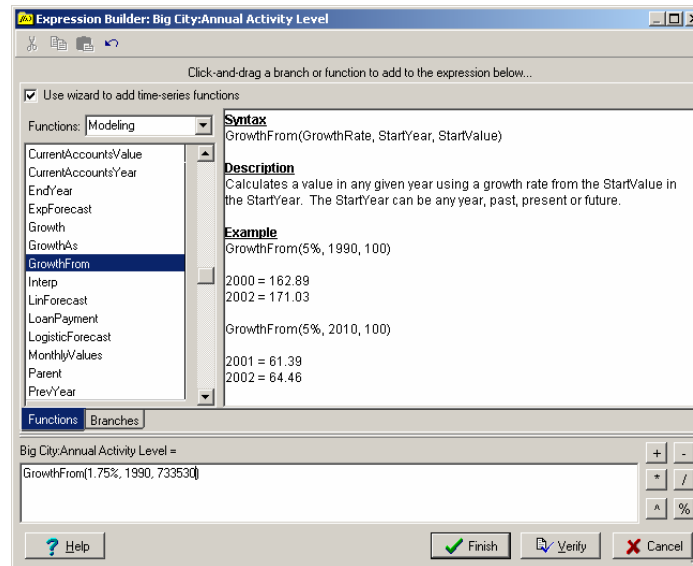 Expression Builder: Big City:Annual Activity Level
Click-and-drag a branch or function to add to the expression below...
Use wizard to add time-series functions
Functions: Modeling
CurrentAccountsValue
CurrentAccountsYear
EndYear
ExpForecast
Growth
GrowthAs
GrowthFrom
Interp
LinForecast
LoanPayment
LogisticForecast
MonthlyValues
Parent
PrevYear
Syntax
GrowthFrom(GrowthRate, StartYear, StartValue)
Description
Calculates a value in any given year using a growth rate from the StartValue in
the StartYear. The StartYear can be any year, past, present or future.
Example
GrowthFrom(5%, 1990, 100)
2000 = 162.89
2002 = 171.03
GrowthFrom(5%, 2010, 100)
2001 = 61.39
2002 = 64.46
Functions Branches
Big City:Annual Activity Level =
GrowthFrom(1.75%, 1990, 733530)
+ -
* /
^ %
? Help
Finish
Verify
Cancel